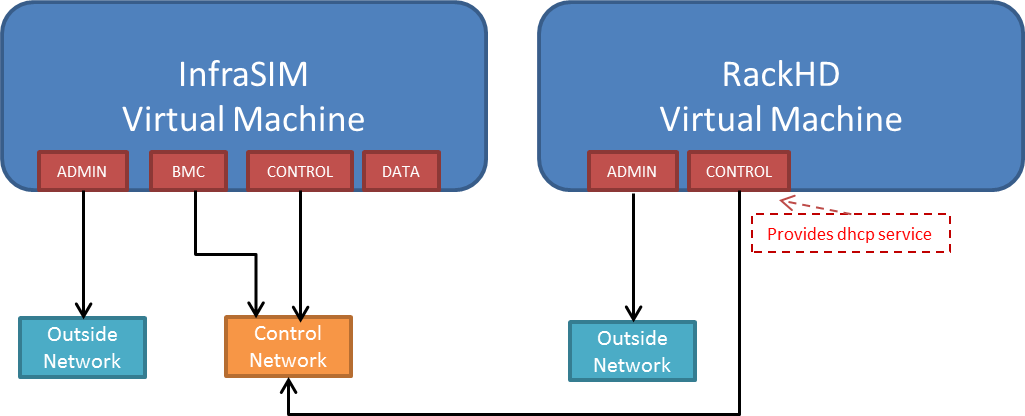 InfraSIM
Virtual Machine
ADMIN
BMC
CONTROL
DATA
RackHD
Virtual Machine
ADMIN
CONTROL
Provides dhcp service
Outside
Network
Control
Network
Outside
Network